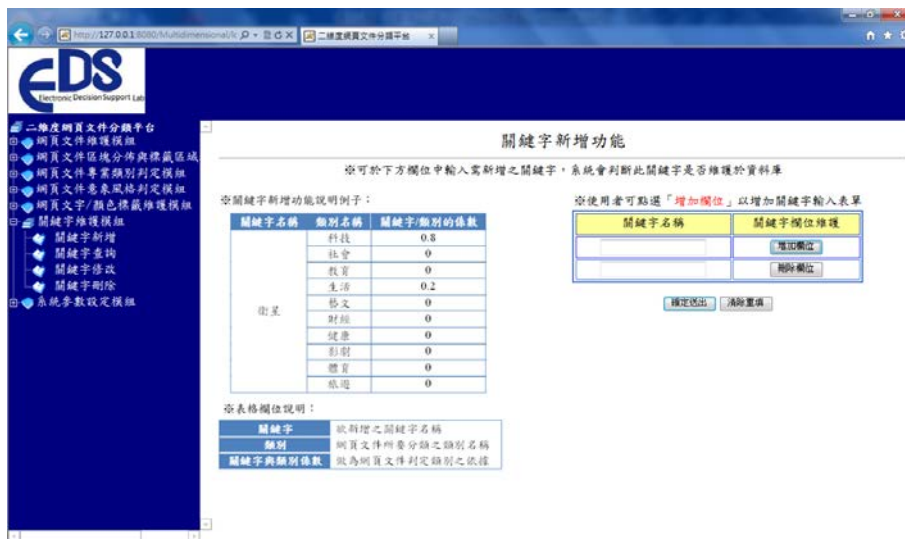 http://127.0.0.1:8080/Multidimensional/k
二維度網頁文件分類平台
EDS
Electronic Decision Support Lab
二維度網頁文件分類平台
網頁文件維護模組
網頁文件區塊分佈與標籤區域
網頁文件專業類別判定模組
網頁文件意象風格判定模組
網頁文字/顏色標籤維護模組
關鍵字維護模組
關鍵字新增
關鍵字查詢
關鍵字修改
關鍵字刪除
系統參數設定模組
關鍵字新增功能
※可於下方欄位中輸入需新增之關鍵字，系統會判斷此關鍵字是否維護於資料庫
※關鍵字新增功能說明例子：
關鍵字名稱 類別名稱 關鍵字/類別的係數
衛星
科技 0.8
社會 0
教育 0
生活 0.2
藝文 0
財經 0
健康 0
影劇 0
體育 0
旅遊 0
※表格欄位說明：
關鍵字 欲新增之關鍵字名稱
類別 網頁文件所要分類之類別名稱
關鍵字與類別係數 做為網頁文件判定類別之依據
※使用者可點選「增加欄位」以增加關鍵字輸入表單
關鍵字名稱 關鍵字欄位維護
增加欄位
刪除欄位
確定送出 清除重填